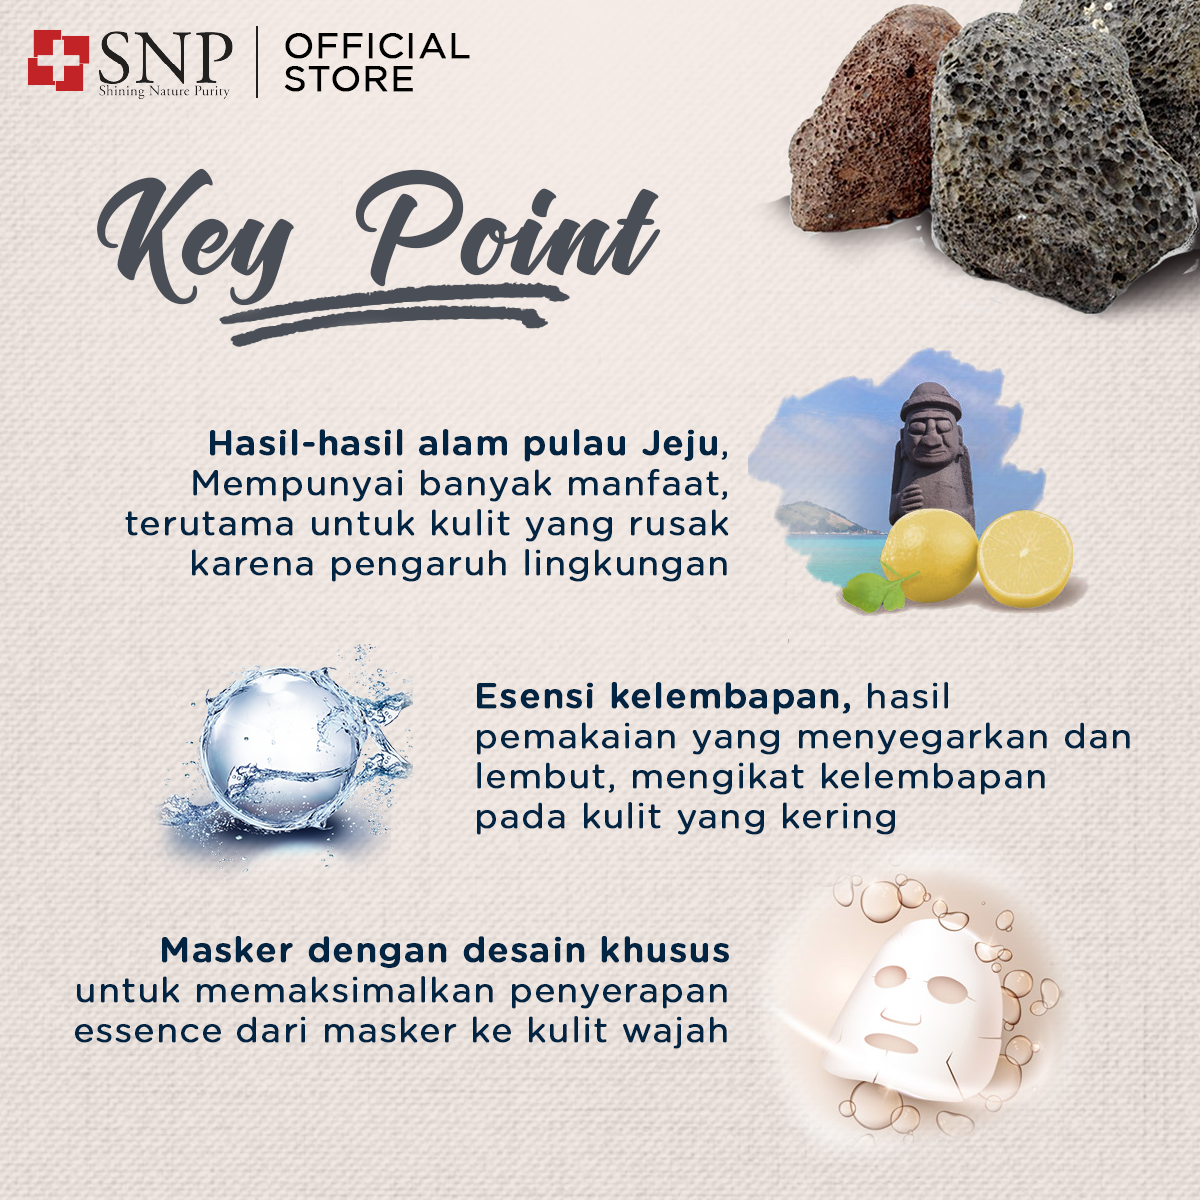 SNP
Shining Nature Purity
OFFICIAL
STORE
Key Point
Hasil-hasil alam pulau Jeju,
Mempunyai banyak manfaat,
terutama untuk kulit yang rusak
karena pengaruh lingkungan
Esensi kelembapan, hasil
pemakaian yang menyegarkan dan
lembut, mengikat kelembapan
pada kulit yang kering
Masker dengan desain khusus
untuk memaksimalkan penyerapan
essence dari masker ke kulit wajah